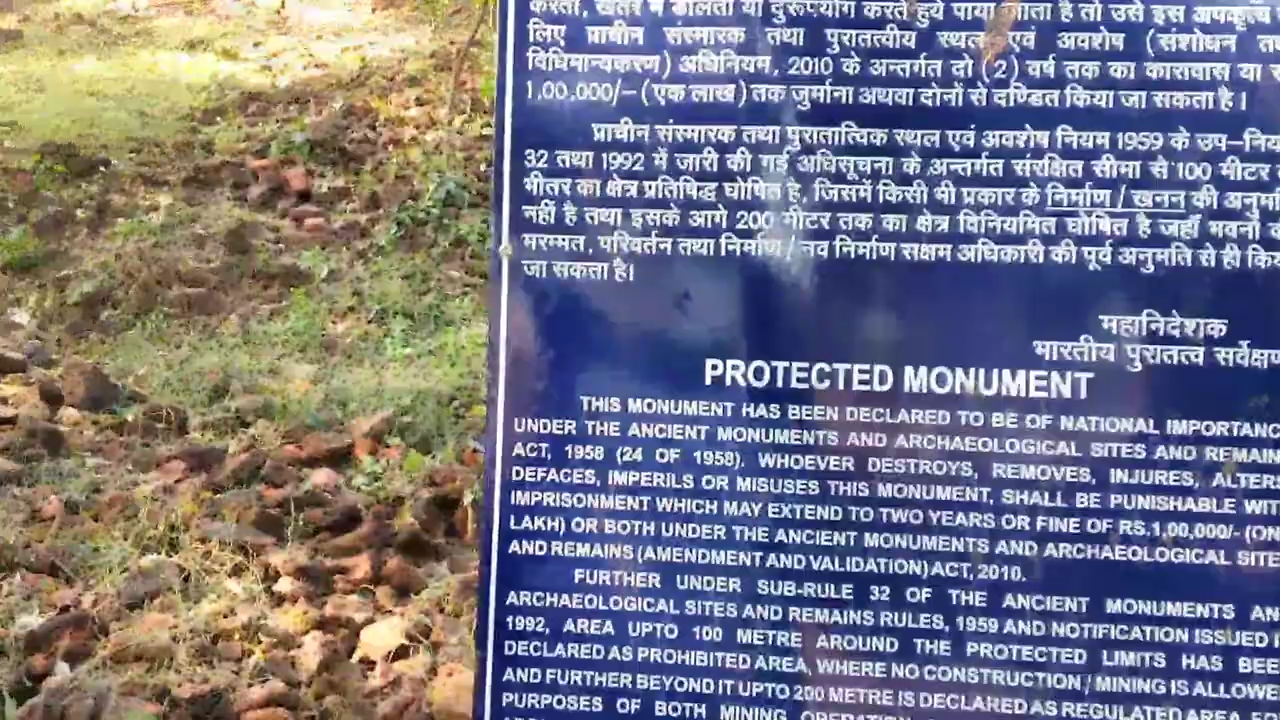 करता, खतरे में डालता या दुरूपयोग करते हुये पाया जाता है तो उसे इस अपकृत्य
लिए प्राचीन संस्मारक तथा पुरातत्वीय स्थल एवं अवशेष (संशोधन
विधिमान्यकरण) अधिनियम, 2010 के अन्तर्गत दो (2) वर्ष तक का कारावास या
1,00,000/- (एक लाख) तक जुर्माना अथवा दोनों से दण्डित किया जा सकता है।
प्राचीन संस्मारक तथा पुरातात्विक स्थल एवं अवशेष नियम 1959 के उप-निय
32 तथा 1992 में जारी की गई अधिसूचना के अन्तर्गत संरक्षित सीमा से 100 मीटर
भीतर का क्षेत्र प्रतिषिद्ध घोषित है, जिसमें किसी भी प्रकार के निर्माण / खनन की अनुमति
नहीं है तथा इसके आगे 200 मीटर तक का क्षेत्र विनियमित घोषित है जहाँ भवनों
मरम्मत, परिवर्तन तथा निर्माण / नव निर्माण सक्षम अधिकारी की पूर्व अनुमति से ही
जा सकता है।
महानिदेशक
भारतीय पुरातत्व सर्वेक्षण
PROTECTED MONUMENT
THIS MONUMENT HAS BEEN DECLARED TO BE OF NATIONAL IMPORTANC
UNDER THE ANCIENT MONUMENTS AND ARCHAEOLOGICAL SITES AND REMAIN
ACT, 1958 (24 OF 1958). WHOEVER DESTROYS, REMOVES, INJURES, ALTERS
DEFACES, IMPERILS OR MISUSES THIS MONUMENT, SHALL BE PUNISHABLE WIT
IMPRISONMENT WHICH MAY EXTEND TO TWO YEARS OR FINE OF RS.1,00,000/- (ON
LAKH) OR BOTH UNDER THE ANCIENT MONUMENTS AND ARCHAEOLOGICAL SITE
AND REMAINS (AMENDMENT AND VALIDATION) ACT, 2010.
FURTHER UNDER SUB-RULE 32 OF THE ANCIENT MONUMENTS AN
ARCHAEOLOGICAL SITES AND REMAINS RULES, 1959 AND NOTIFICATION ISSUED
1992, AREA UPTO 100 METRE AROUND THE PROTECTED LIMITS HAS BEE
DECLARED AS PROHIBITED AREA, WHERE NO CONSTRUCTION / MINING IS ALLOWE
AND FURTHER BEYOND IT UPTO 200 METRE IS DECLARED AS REGULATED AREA
PURPOSES OF BOTH MINING OPERATION